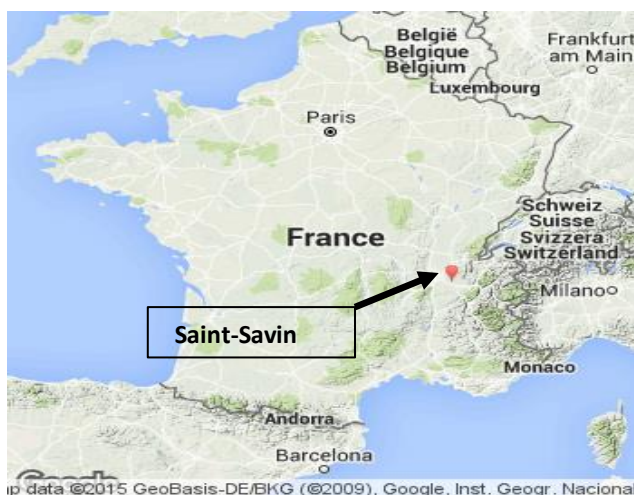 België
Belgique
Belgium
Frankfurt
am Main
Luxembourg
Paris
Schweiz
Suisse
Svizzera
Switzerland
France
Milano
Saint-Savin
Monaco
Andorra
Barcelona
Google
p data ©2015 GeoBasis-DE/BKG (©2009), Google, Inst. Geogr. Naciona